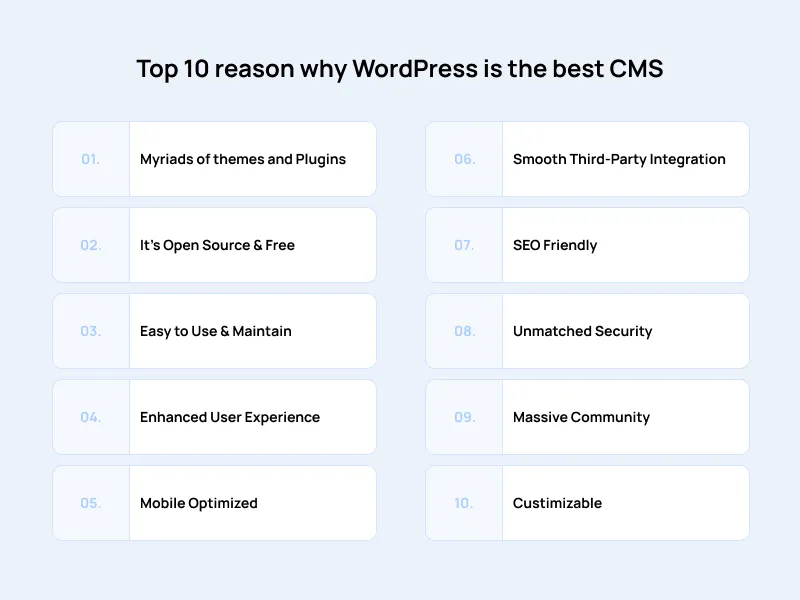 Top 10 reason why WordPress is the best CMS
01. Myriads of themes and Plugins
02. It's Open Source & Free
03. Easy to Use & Maintain
04. Enhanced User Experience
05. Mobile Optimized
06. Smooth Third-Party Integration
07. SEO Friendly
08. Unmatched Security
09. Massive Community
10. Custimizable